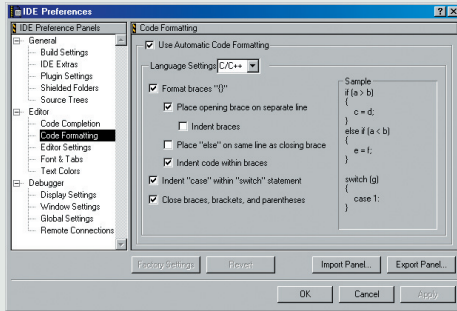 IDE Preferences
IDE Preference Panels
General
Build Settings
IDE Extras
Plugin Settings
Shielded Folders
Source Trees
Editor
Code Completion
Code Formatting
Editor Settings
Font & Tabs
Text Colors
Debugger
Display Settings
Window Settings
Global Settings
Remote Connections
Code Formatting
Use Automatic Code Formatting
Language Settings C/C++
Format braces "{}"
Place opening brace on separate line
Indent braces
Place "else" on same line as closing brace
Indent code within braces
Indent "case" within "switch" statement
Close braces, brackets, and parentheses
Sample
if (a > b)
{
c = d;
}
else if (a < b)
{
e = f;
}
switch (g)
{
case 1:
}
Factory Settings Revert Import Panel... Export Panel...
OK Cancel Apply